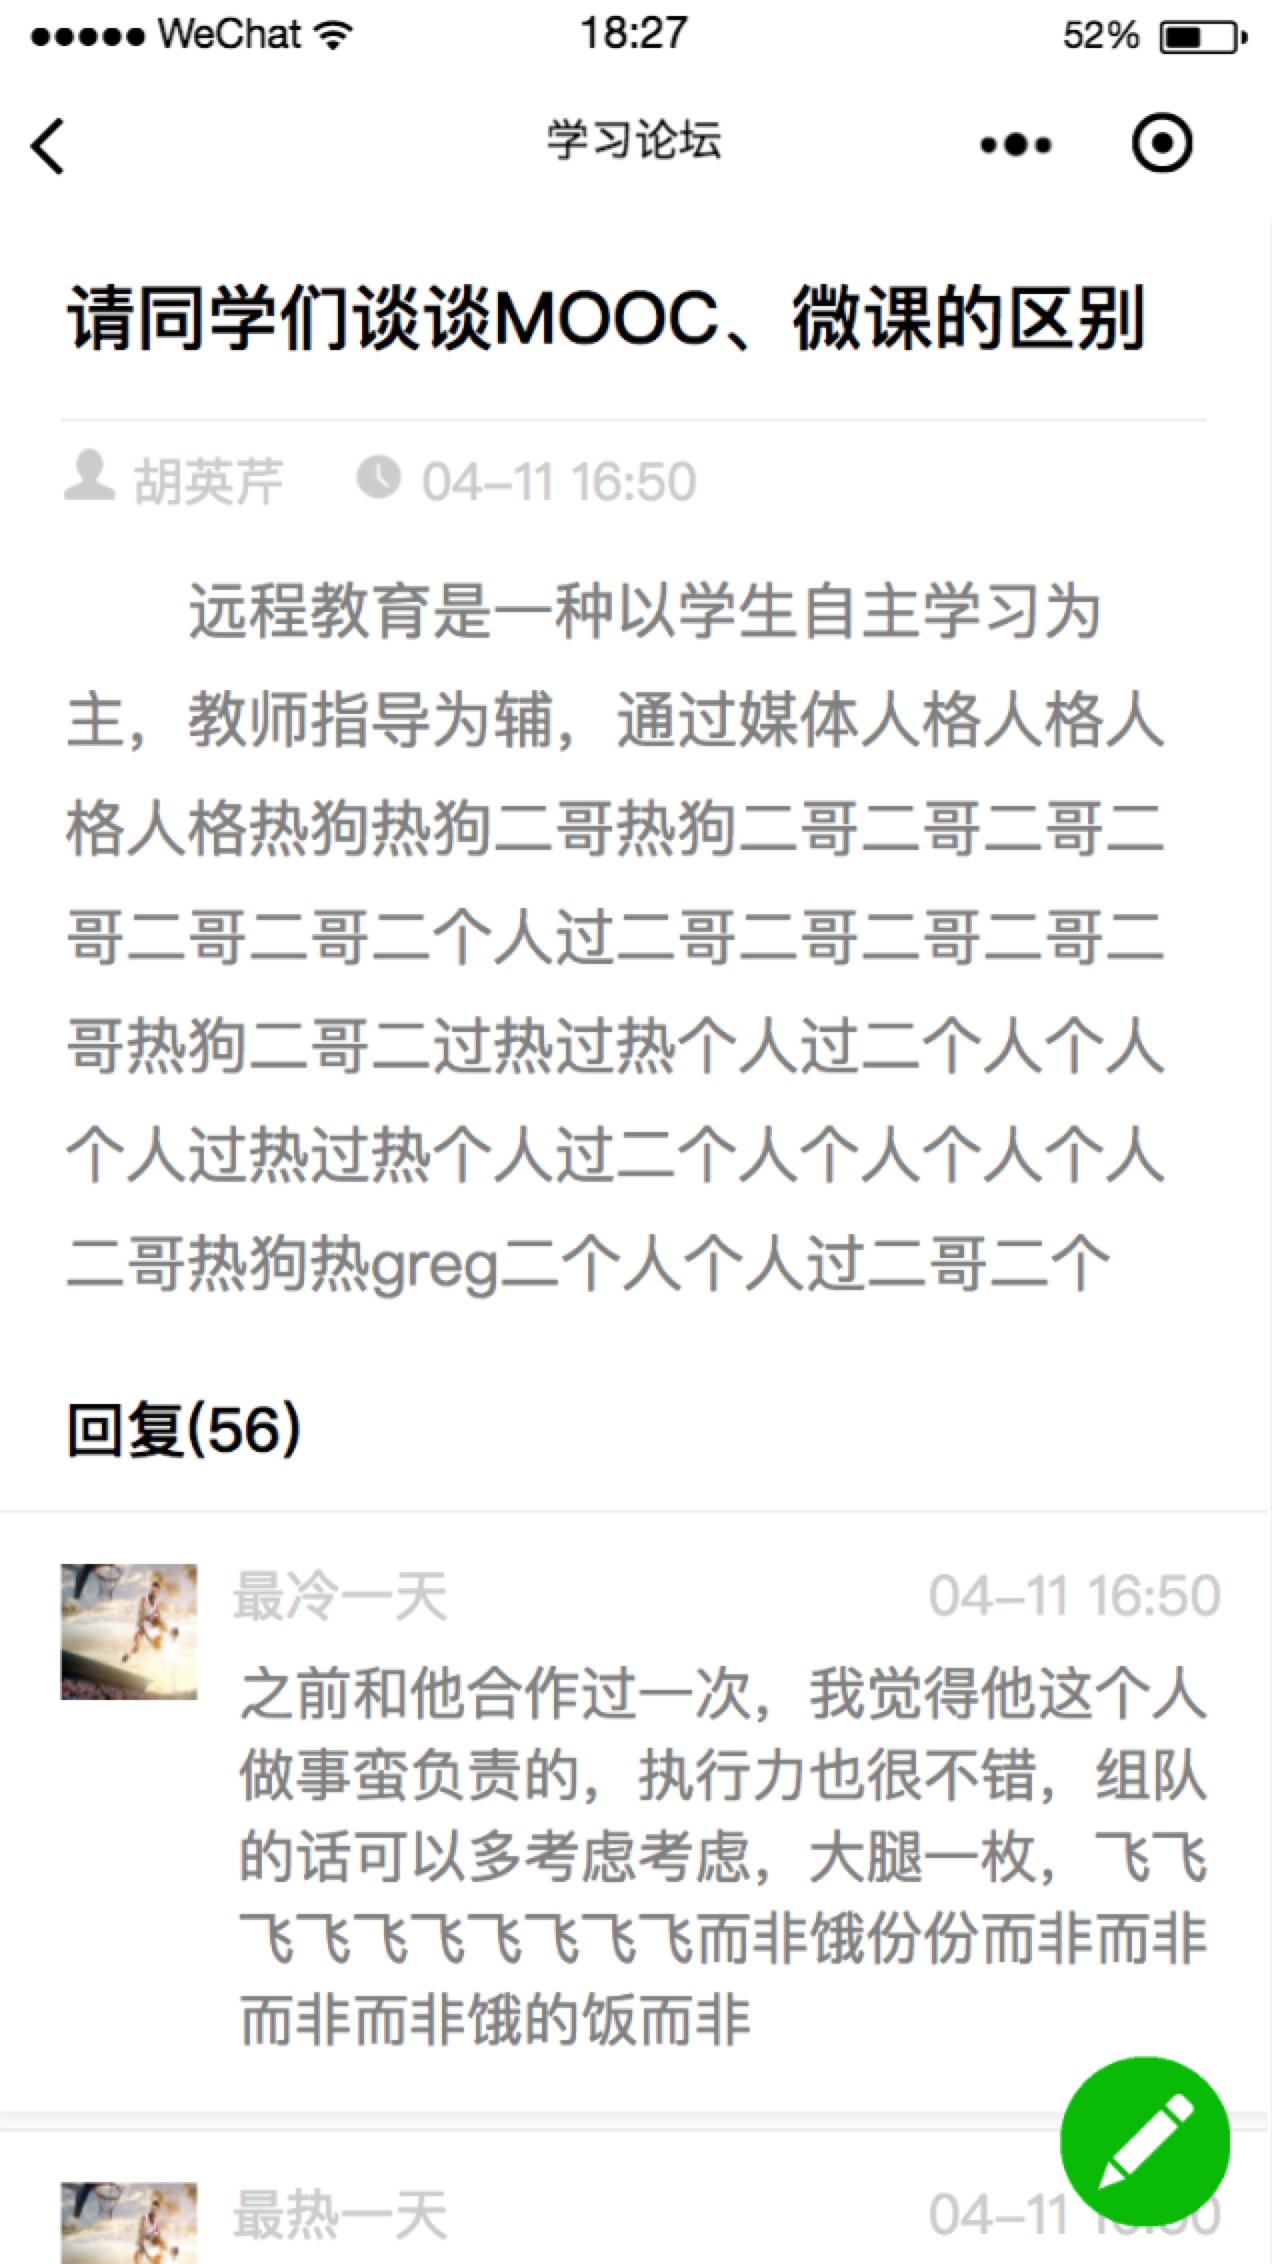 WeChat 18:27 52%
学习论坛
请同学们谈谈MOOC、微课的区别
胡英芹 04-11 16:50
远程教育是一种以学生自主学习为
主，教师指导为辅，通过媒体人格人格人
格人格热狗热狗二哥热狗二哥二哥二哥二
哥二哥二哥二个人过二哥二哥二哥二哥二
哥热狗二哥二过热过热个人过二个人个人
个人过热过热个人过二个人个人个人个人
二哥热狗热greg二个人个人过二哥二个
回复(56)
最冷一天 04-11 16:50
之前和他合作过一次，我觉得他这个人
做事蛮负责的，执行力也很不错，组队
的话可以多考虑考虑，大腿一枚，飞飞
飞飞飞飞飞飞飞飞而非饿份份而非而非
而非而非饿的饭而非
最热一天 04-11